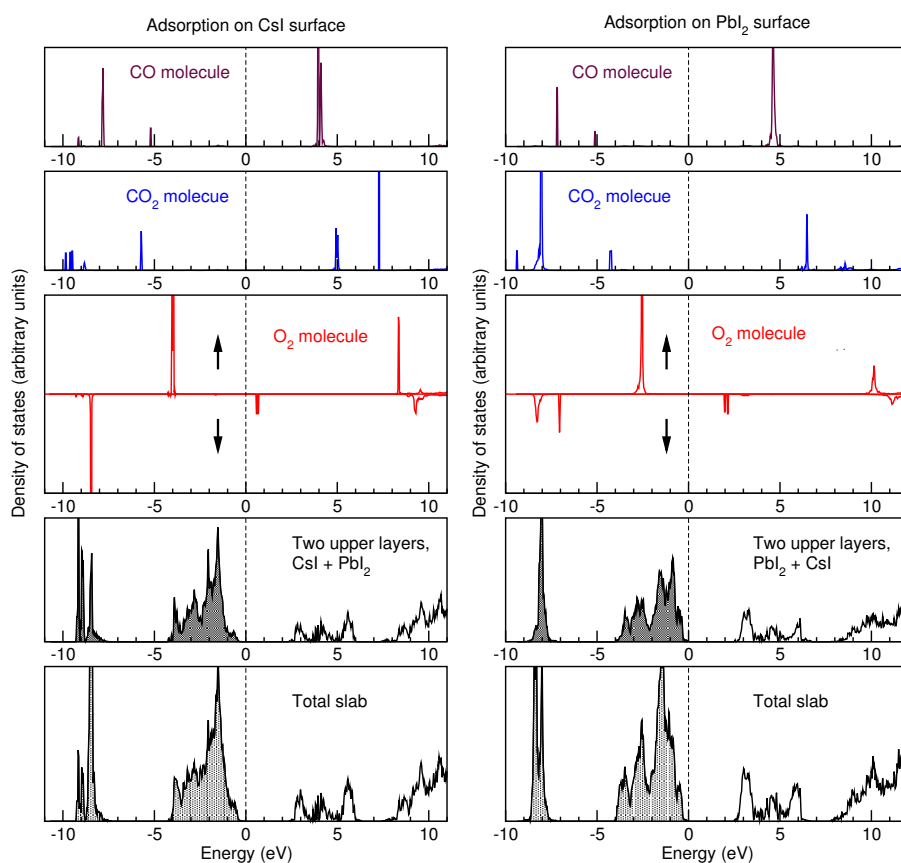 Adsorption on CsI surface
Adsorption on PbI2 surface
CO molecule
-10 -5 0 5 10
CO molecule
-10 -5 0 5 10
CO2 molecue
-10 -5 0 5 10
CO2 molecue
-10 -5 0 5 10
Density of states (arbitrary units)
O2 molecule
-10 -5 0 5 10
Density of states (arbitrary units)
O2 molecule
-10 -5 0 5 10
Two upper layers,
CsI + PbI2
-10 -5 0 5 10
Two upper layers,
PbI2 + CsI
-10 -5 0 5 10
Total slab
-10 -5 0 5 10
Energy (eV)
Total slab
-10 -5 0 5 10
Energy (eV)